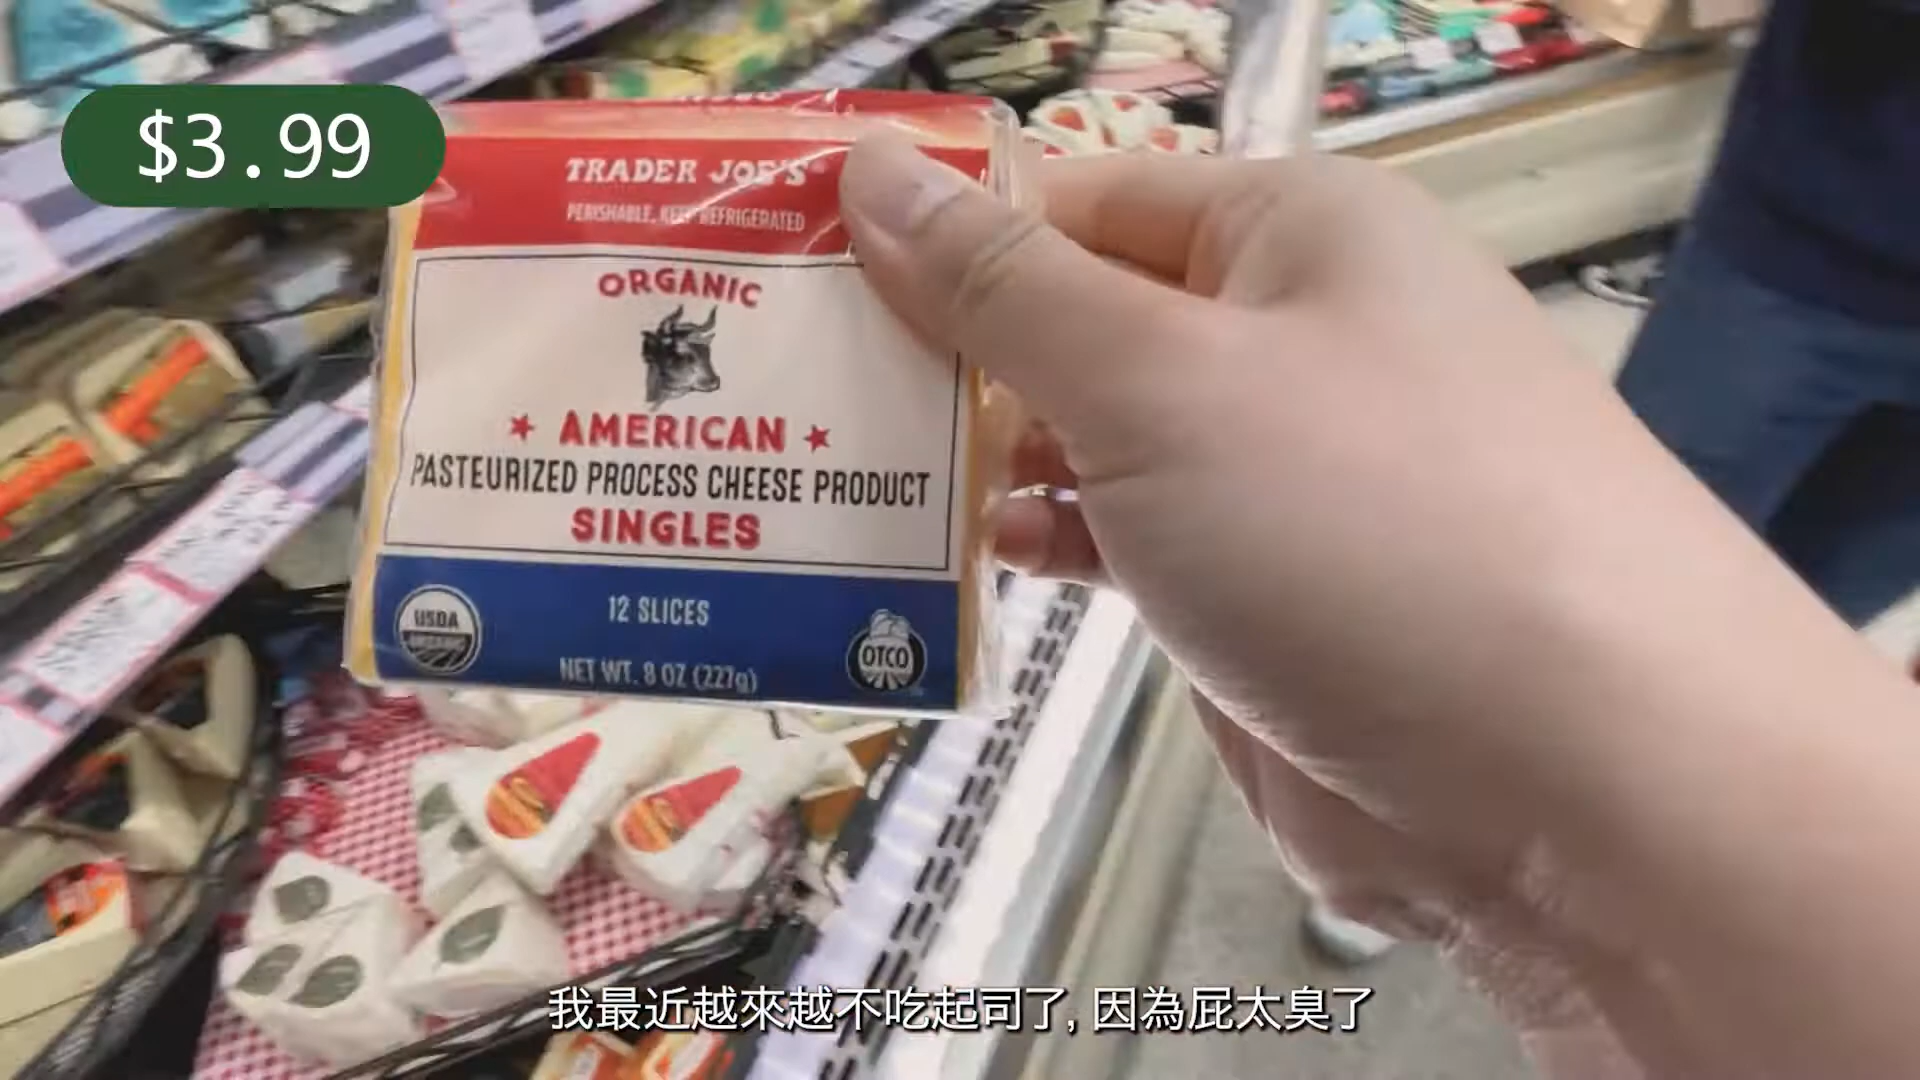 $3.99
TRADER JOE'S
PERISHABLE. KEEP REFRIGERATED
ORGANIC
AMERICAN
PASTEURIZED PROCESS CHEESE PRODUCT
SINGLES
USDA
ORGANIC
12 SLICES
OTCO
NET WT. 8 OZ (227g)
我最近越來越不吃起司了, 因為屁太臭了